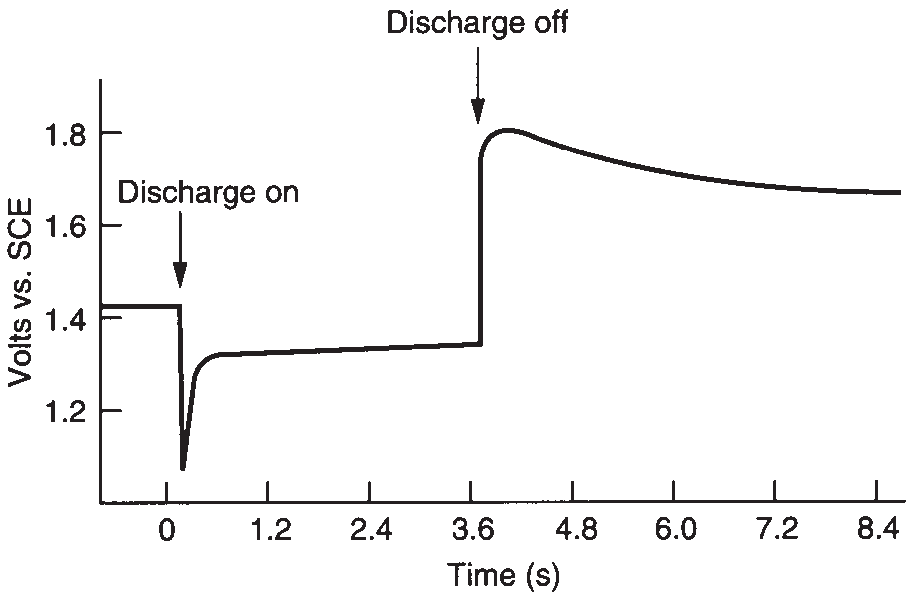 Discharge off
Discharge on
Volts vs. SCE
1.8
1.6
1.4
1.2
0 1.2 2.4 3.6 4.8 6.0 7.2 8.4
Time (s)